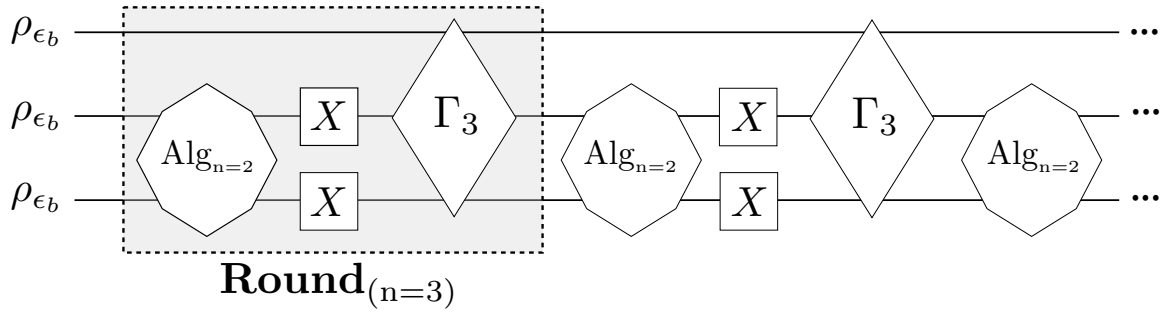 ρ_{ϵ_b} ...
Γ_3 Γ_3
ρ_{ϵ_b} X X ...
Alg_{n=2} Alg_{n=2} Alg_{n=2}
ρ_{ϵ_b} X X ...
Round_{(n=3)}